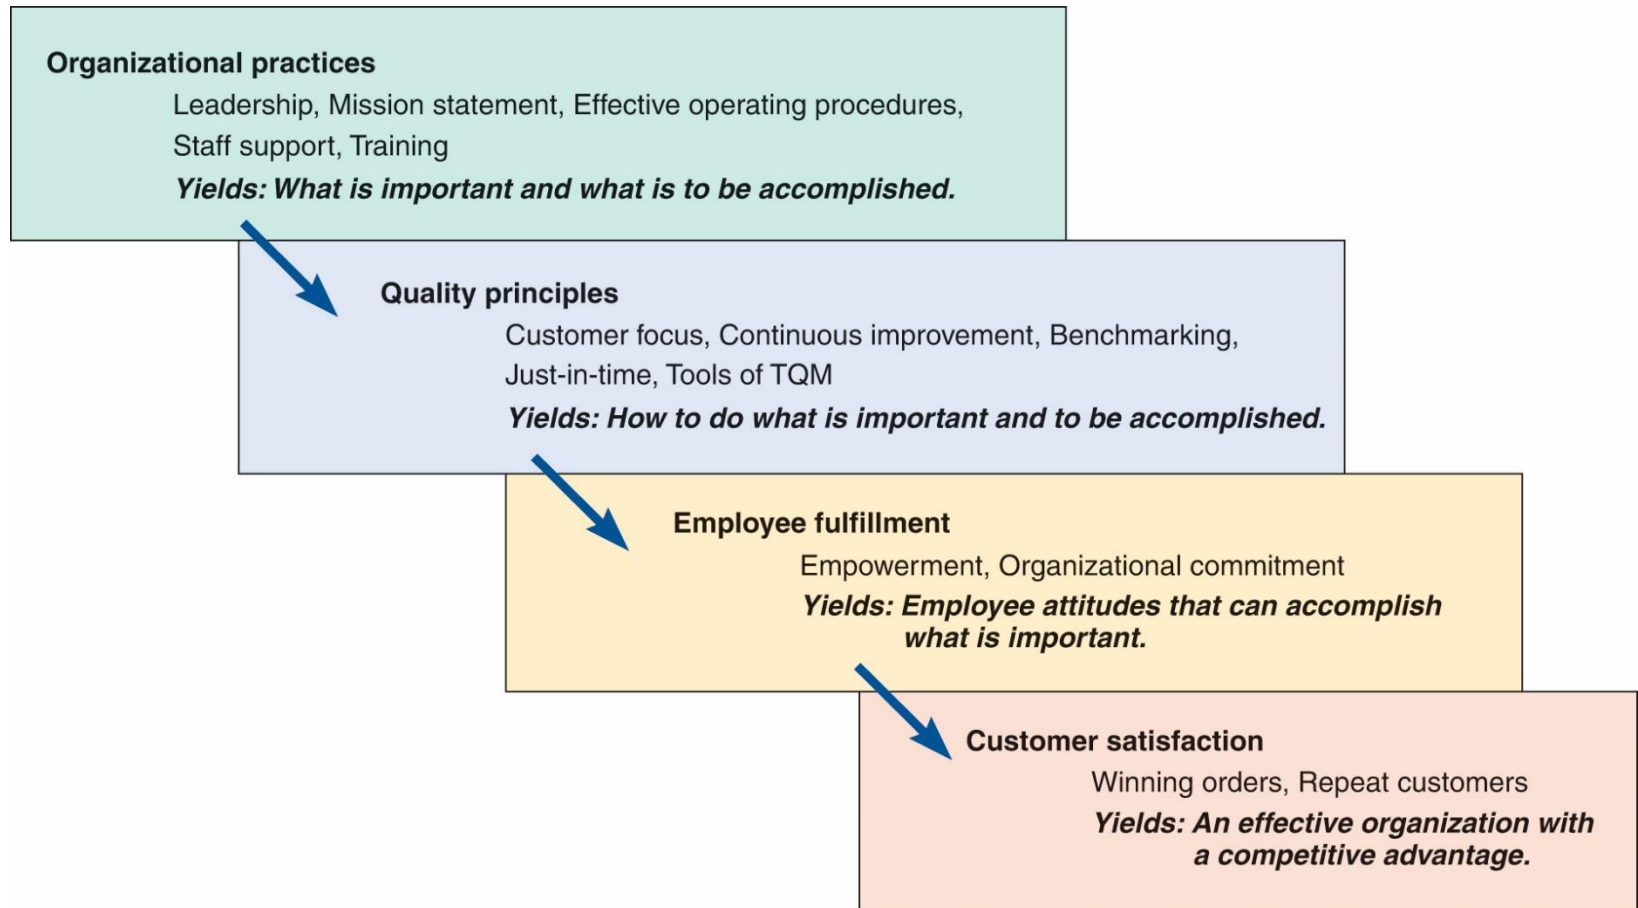 Organizational practices
Leadership, Mission statement, Effective operating procedures,
Staff support, Training
Yields: What is important and what is to be accomplished.
Quality principles
Customer focus, Continuous improvement, Benchmarking,
Just-in-time, Tools of TQM
Yields: How to do what is important and to be accomplished.
Employee fulfillment
Empowerment, Organizational commitment
Yields: Employee attitudes that can accomplish
what is important.
Customer satisfaction
Winning orders, Repeat customers
Yields: An effective organization with
a competitive advantage.